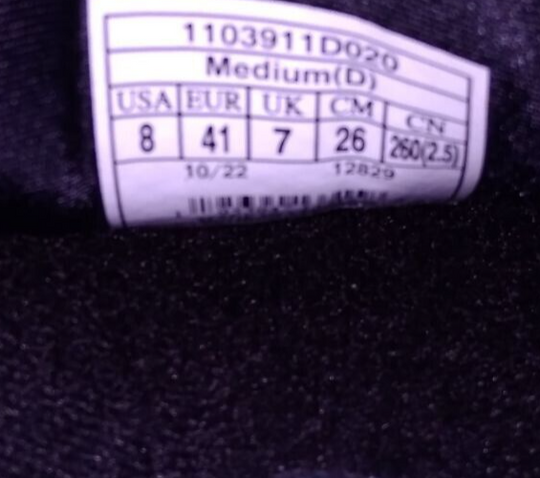 1103911D020
Medium(D)
USA EUR UK CM CN
8 41 7 26 260(2.5)
10/22 12829